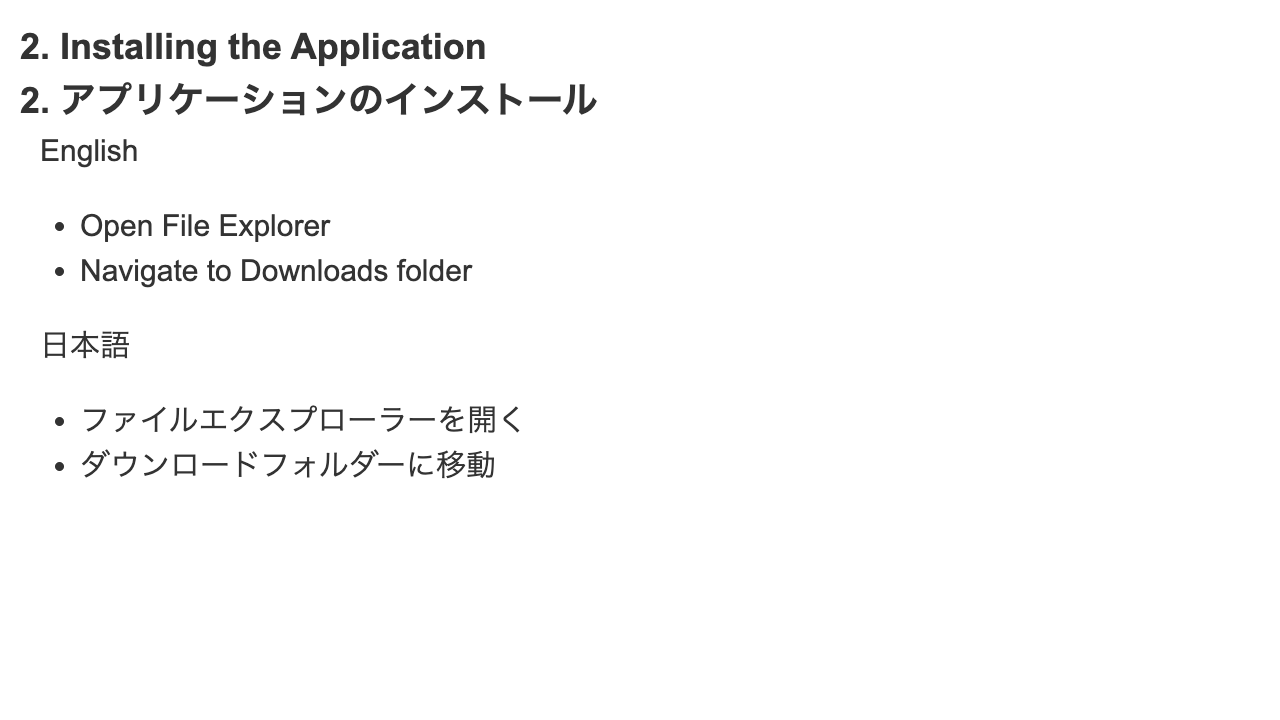 2. Installing the Application
2. アプリケーションのインストール
English
• Open File Explorer
• Navigate to Downloads folder
日本語
• ファイルエクスプローラーを開く
• ダウンロードフォルダーに移動